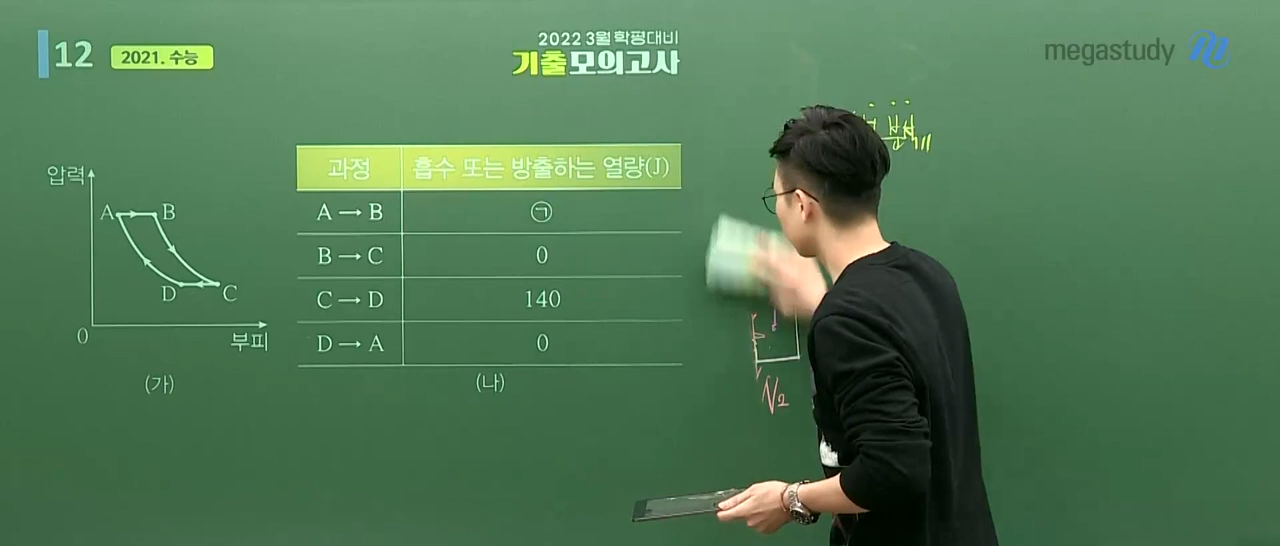 12
2021. 수능
2022 3월 학평대비
기출모의고사
megastudy
압력
A
B
D
C
0
부피
(가)
과정 흡수 또는 방출하는 열량(J)
A → B ㉠
B → C 0
C → D 140
D → A 0
(나)
N₂